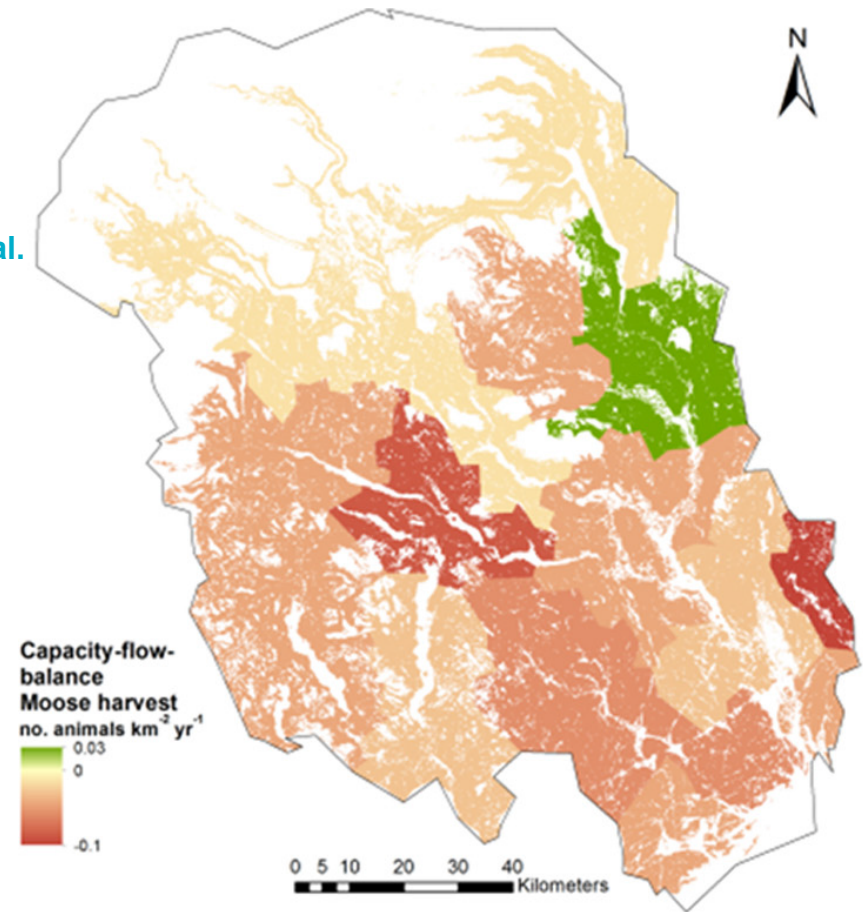 N
al.
Capacity-flow-
balance
Moose harvest
no. animals km⁻² yr⁻¹
0.03
0
-0.1
0 5 10 20 30 40
Kilometers